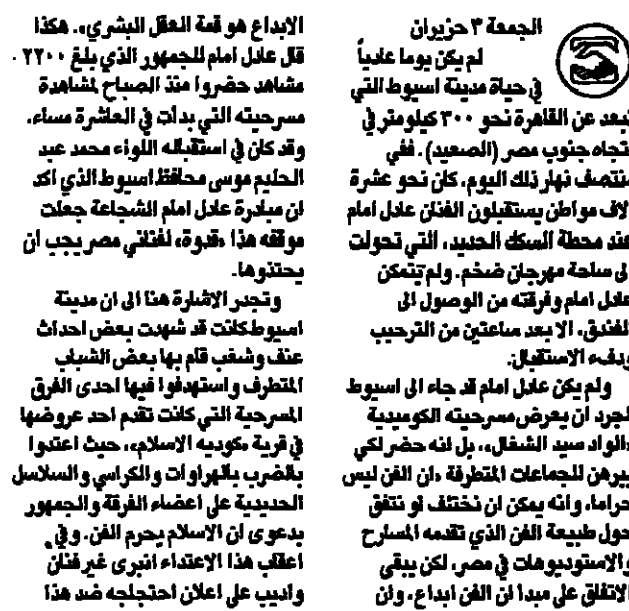 الجمعة ٣ حزيران
لم يكن يوما عادياً
في حياة مدينة اسيوط التي
تبعد عن القاهرة نحو ٣٠٠ كيلومتر في
تجاه جنوب مصر (الصعيد). ففي
منتصف نهار ذلك اليوم، كان نحو عشرة
لاف مواطن يستقبلون الفنان عادل امام
عند محطة السكك الحديد، التي تحولت
لى ساحة مهرجان ضخم. ولم يتمكن
عادل امام وفرقته من الوصول الى
لفندق، الا بعد ساعتين من الترحيب
ودفء الاستقبال.
ولم يكن عادل امام قد جاء الى اسيوط
لجرد ان يعرض مسرحيته الكوميدية
«الواد سيد الشغال»، بل انه حضر لكي
يبرهن للجماعات المتطرفة «ان الفن ليس
حراما، وانه يمكن ان نختلف او نتفق
حول طبيعة الفن الذي تقدمه المسارح
والاستوديوهات في مصر، لكن يبقى
الاتفاق على مبدا ان الفن ابداع، وان
الابداع هو قمة العقل البشري». هكذا
قال عادل امام للجمهور الذي بلغ ٢٢٠٠
مشاهد حضروا منذ الصباح لمشاهدة
مسرحيته التي بدأت في العاشرة مساء.
وقد كان في استقباله اللواء محمد عبد
الحليم موسى محافظ اسيوط الذي اكد
ان مبادرة عادل امام الشجاعة جعلت
موقفه هذا «قدوة، لفناني مصر يجب ان
يحتذوها.
وتجدر الاشارة هنا الى ان مدينة
اسيوط كانت قد شهدت بعض احداث
عنف وشغب قام بها بعض الشباب
المتطرف واستهدفوا فيها احدى الفرق
المسرحية التي كانت تقدم احد عروضها
في قرية «كوديه الاسلام»، حيث اعتدوا
بالضرب بالهراوات والكراسي والسلاسل
الحديدية على اعضاء الفرقة والجمهور
بدعوى ان الاسلام يحرم الفن. وفي
اعقاب هذا الاعتداء انبرى غير فنان
واديب على اعلان احتجاجه ضد هذا